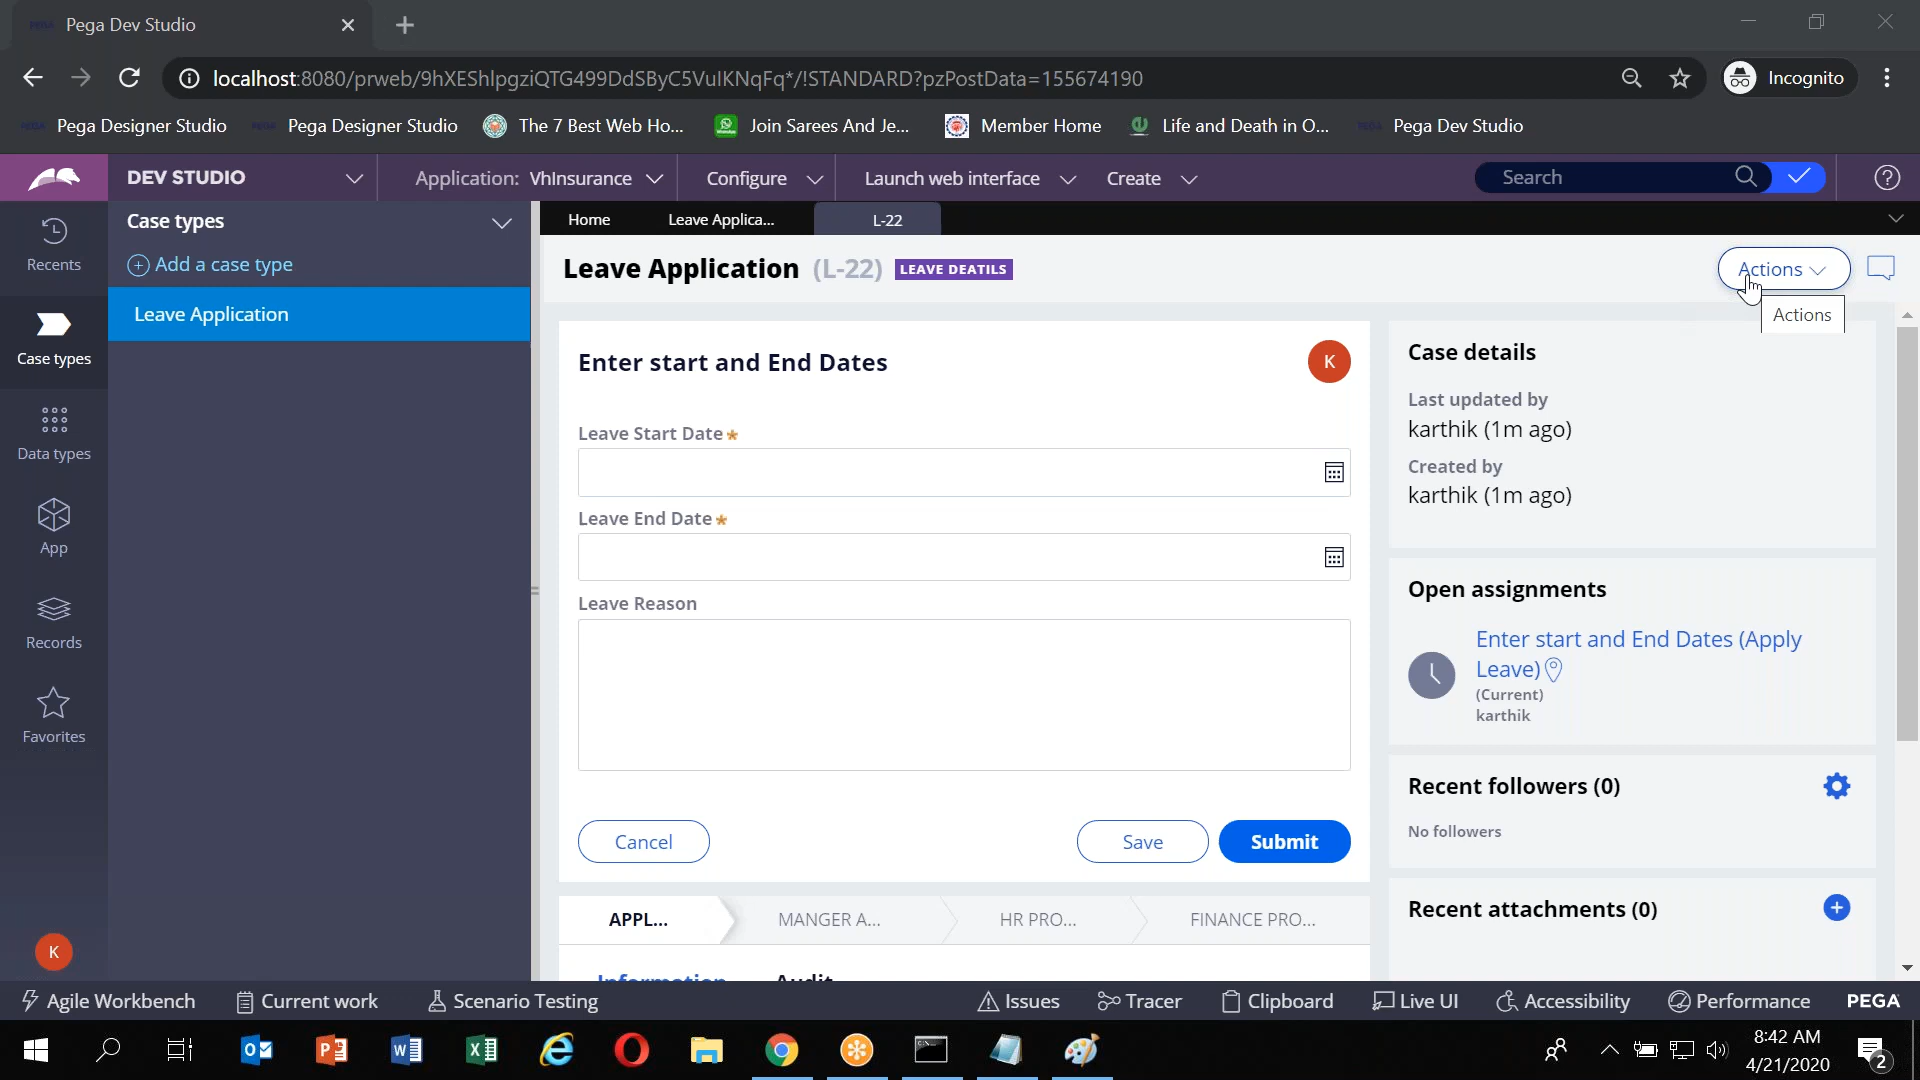 Pega Dev Studio
localhost:8080/prweb/9hXEShlpgziQTG499DdSByC5VulKNqFq*/!STANDARD?pzPostData=155674190
Incognito
Pega Designer Studio
Pega Designer Studio
The 7 Best Web Ho...
Join Sarees And Je...
Member Home
Life and Death in O...
Pega Dev Studio
DEV STUDIO
Application: VhInsurance
Configure
Launch web interface
Create
Search
Recents
Case types
Data types
App
Records
Favorites
K
Case types
Add a case type
Leave Application
Home
Leave Applica...
L-22
Leave Application (L-22) LEAVE DEATILS
Actions
Actions
Enter start and End Dates
K
Leave Start Date*
Leave End Date*
Leave Reason
Cancel
Save
Submit
APPL...
MANGER A...
HR PRO...
FINANCE PRO...
Information
Audit
Case details
Last updated by
karthik (1m ago)
Created by
karthik (1m ago)
Open assignments
Enter start and End Dates (Apply
Leave)
(Current)
karthik
Recent followers (0)
No followers
Recent attachments (0)
Agile Workbench
Current work
Scenario Testing
Issues
Tracer
Clipboard
Live UI
Accessibility
Performance
PEGA
8:42 AM
4/21/2020
2